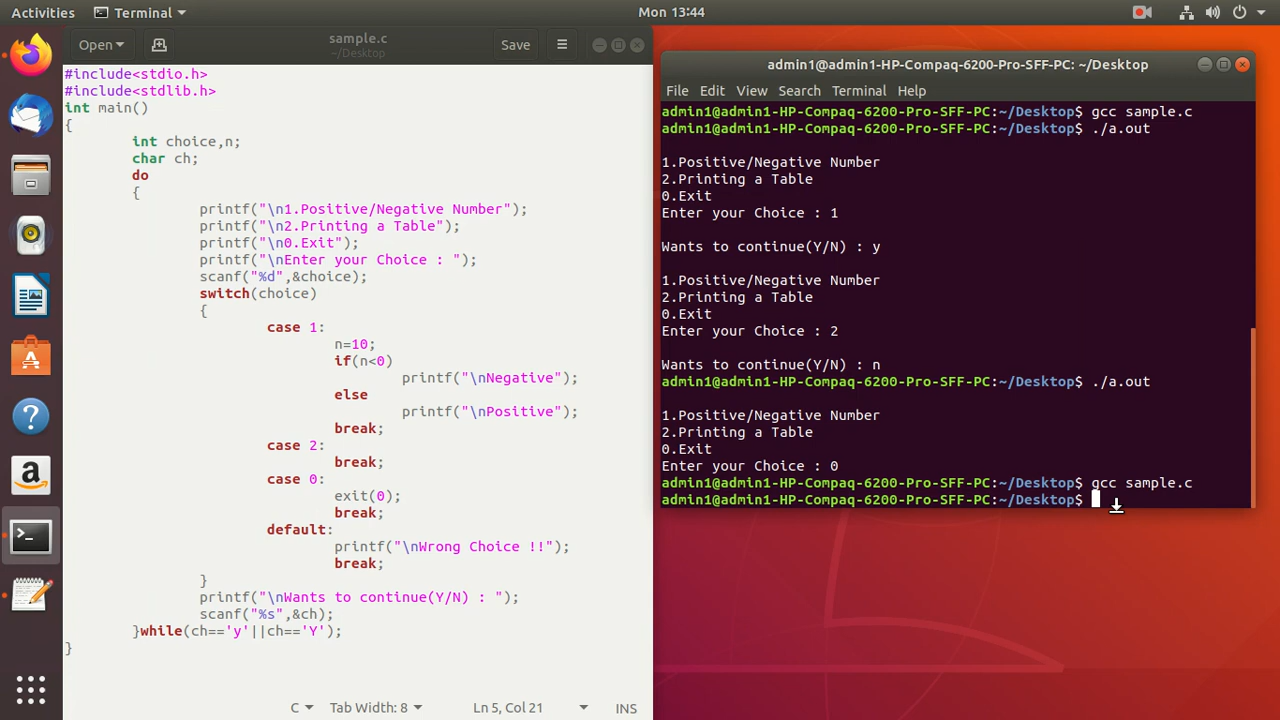 Activities Terminal Mon 13:44
Open sample.c Save
~/Desktop
#include<stdio.h>
#include<stdlib.h>
int main()
{
int choice,n;
char ch;
do
{
printf("\n1.Positive/Negative Number");
printf("\n2.Printing a Table");
printf("\n0.Exit");
printf("\nEnter your Choice : ");
scanf("%d",&choice);
switch(choice)
{
case 1:
n=10;
if(n<0)
printf("\nNegative");
else
printf("\nPositive");
break;
case 2:
break;
case 0:
exit(0);
break;
default:
printf("\nWrong Choice !!");
break;
}
printf("\nWants to continue(Y/N) : ");
scanf("%s",&ch);
}while(ch=='y'||ch=='Y');
}
C Tab Width: 8 Ln 5, Col 21 INS
admin1@admin1-HP-Compaq-6200-Pro-SFF-PC: ~/Desktop
File Edit View Search Terminal Help
admin1@admin1-HP-Compaq-6200-Pro-SFF-PC:~/Desktop$ gcc sample.c
admin1@admin1-HP-Compaq-6200-Pro-SFF-PC:~/Desktop$ ./a.out
1.Positive/Negative Number
2.Printing a Table
0.Exit
Enter your Choice : 1
Wants to continue(Y/N) : y
1.Positive/Negative Number
2.Printing a Table
0.Exit
Enter your Choice : 2
Wants to continue(Y/N) : n
admin1@admin1-HP-Compaq-6200-Pro-SFF-PC:~/Desktop$ ./a.out
1.Positive/Negative Number
2.Printing a Table
0.Exit
Enter your Choice : 0
admin1@admin1-HP-Compaq-6200-Pro-SFF-PC:~/Desktop$ gcc sample.c
admin1@admin1-HP-Compaq-6200-Pro-SFF-PC:~/Desktop$